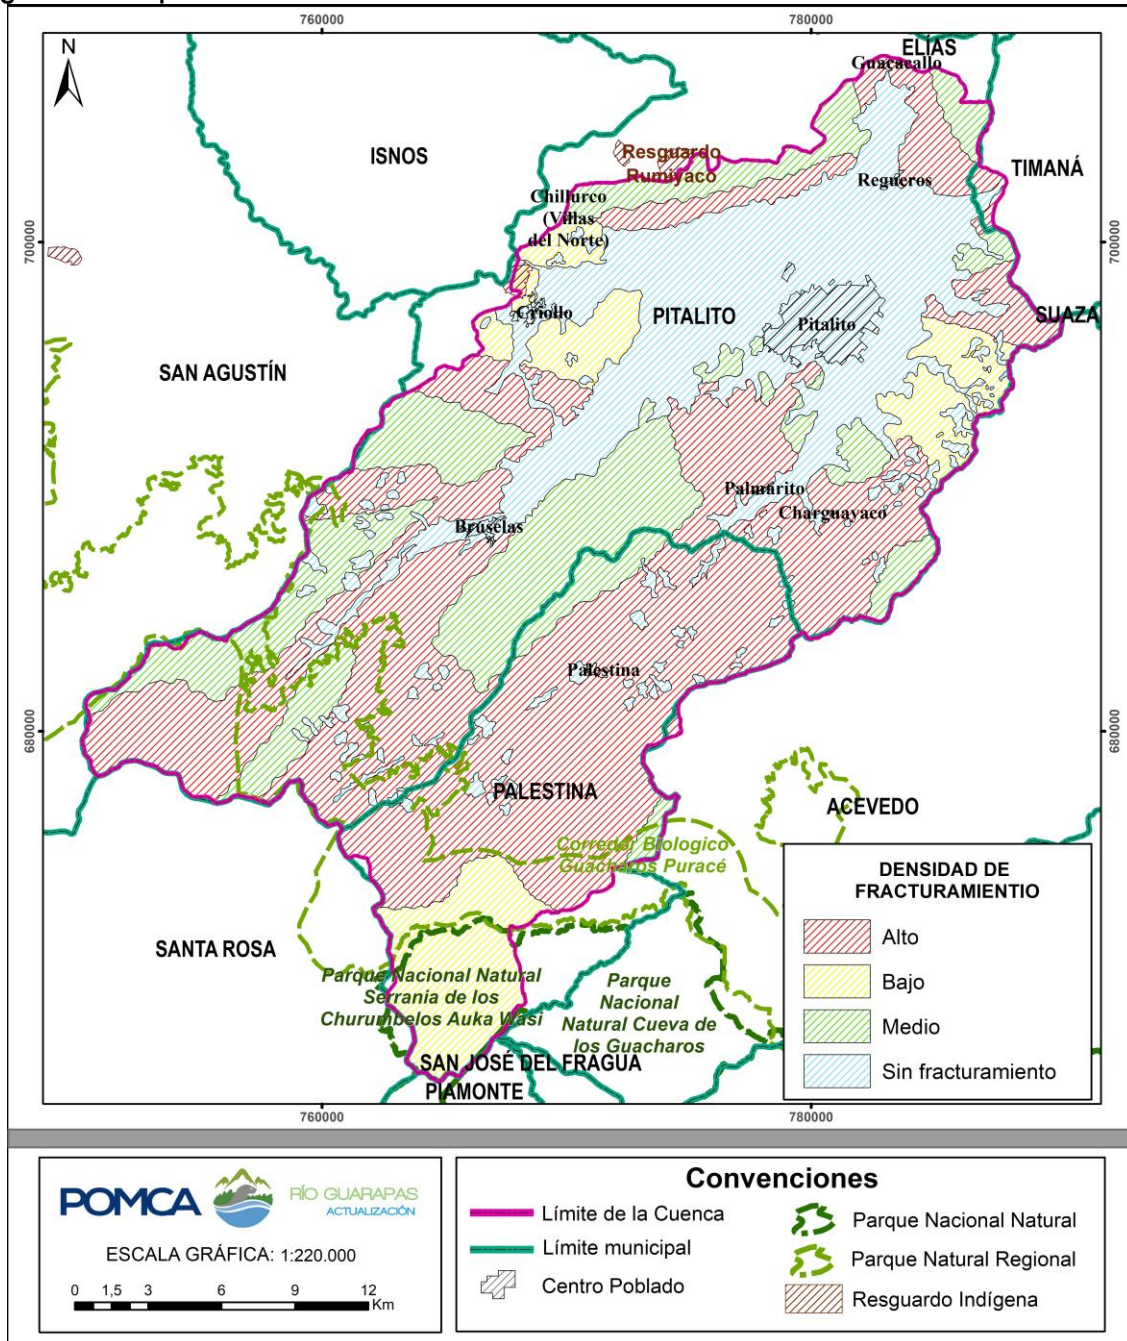 760000
780000
N
ELÍAS
Guacacallo
ISNOS
TIMANÁ
Resguardo
Rumiyaco
Regueros
Chillurco
(Villas
del Norte)
700000
700000
Criollo
PITALITO
Pitalito
SUAZA
SAN AGUSTÍN
Palmarito
Charguayaco
Bruselas
Palestina
680000
680000
PALESTINA
ACEVEDO
Corredor Biologico
Guacharos Puracé
SANTA ROSA
Parque Nacional Natural
Serrania de los
Churumbelos Auka Wasi
Parque
Nacional
Natural Cueva de
los Guacharos
SAN JOSÉ DEL FRAGUA
PIAMONTE
DENSIDAD DE
FRACTURAMIENTIO
Alto
Bajo
Medio
Sin fracturamiento
760000
780000
POMCA
RÍO GUARAPAS
ACTUALIZACIÓN
ESCALA GRÁFICA: 1:220.000
0 1,5 3 6 9 12
Km
Convenciones
Límite de la Cuenca
Límite municipal
Centro Poblado
Parque Nacional Natural
Parque Natural Regional
Resguardo Indígena